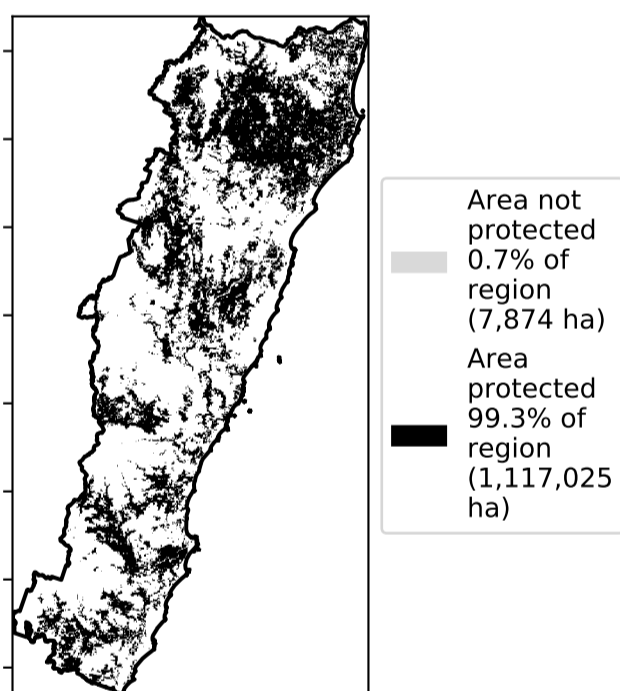 Area not
protected
0.7% of
region
(7,874 ha)
Area
protected
99.3% of
region
(1,117,025
ha)